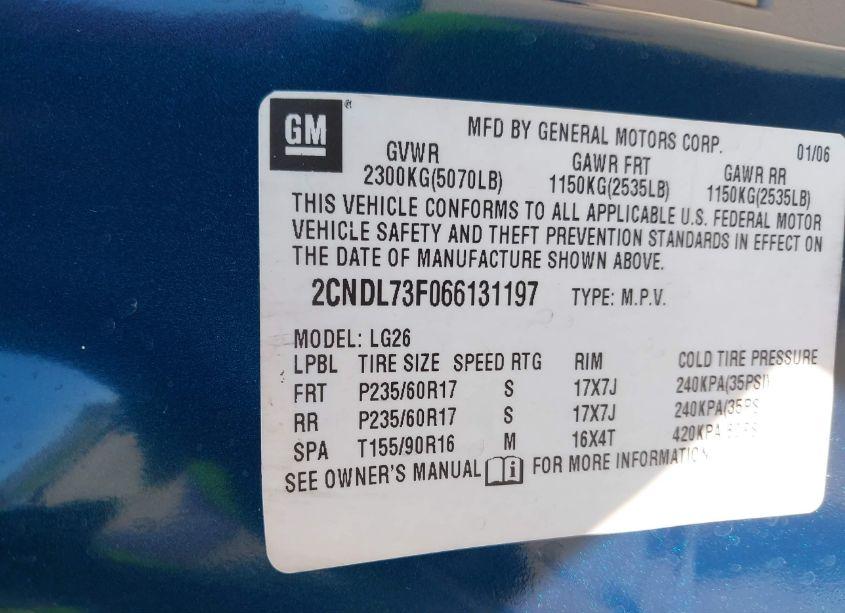 GM®
MFD BY GENERAL MOTORS CORP. 01/06
GVWR GAWR FRT GAWR RR
2300KG(5070LB) 1150KG(2535LB) 1150KG(2535LB)
THIS VEHICLE CONFORMS TO ALL APPLICABLE U.S. FEDERAL MOTOR
VEHICLE SAFETY AND THEFT PREVENTION STANDARDS IN EFFECT ON
THE DATE OF MANUFACTURE SHOWN ABOVE.
2CNDL73F066131197 TYPE: M.P.V.
MODEL: LG26
LPBL TIRE SIZE SPEED RTG RIM COLD TIRE PRESSURE
FRT P235/60R17 S 17X7J 240KPA(35PSI)
RR P235/60R17 S 17X7J 240KPA(35PS
SPA T155/90R16 M 16X4T 420KPA
SEE OWNER'S MANUAL i FOR MORE INFORMATION